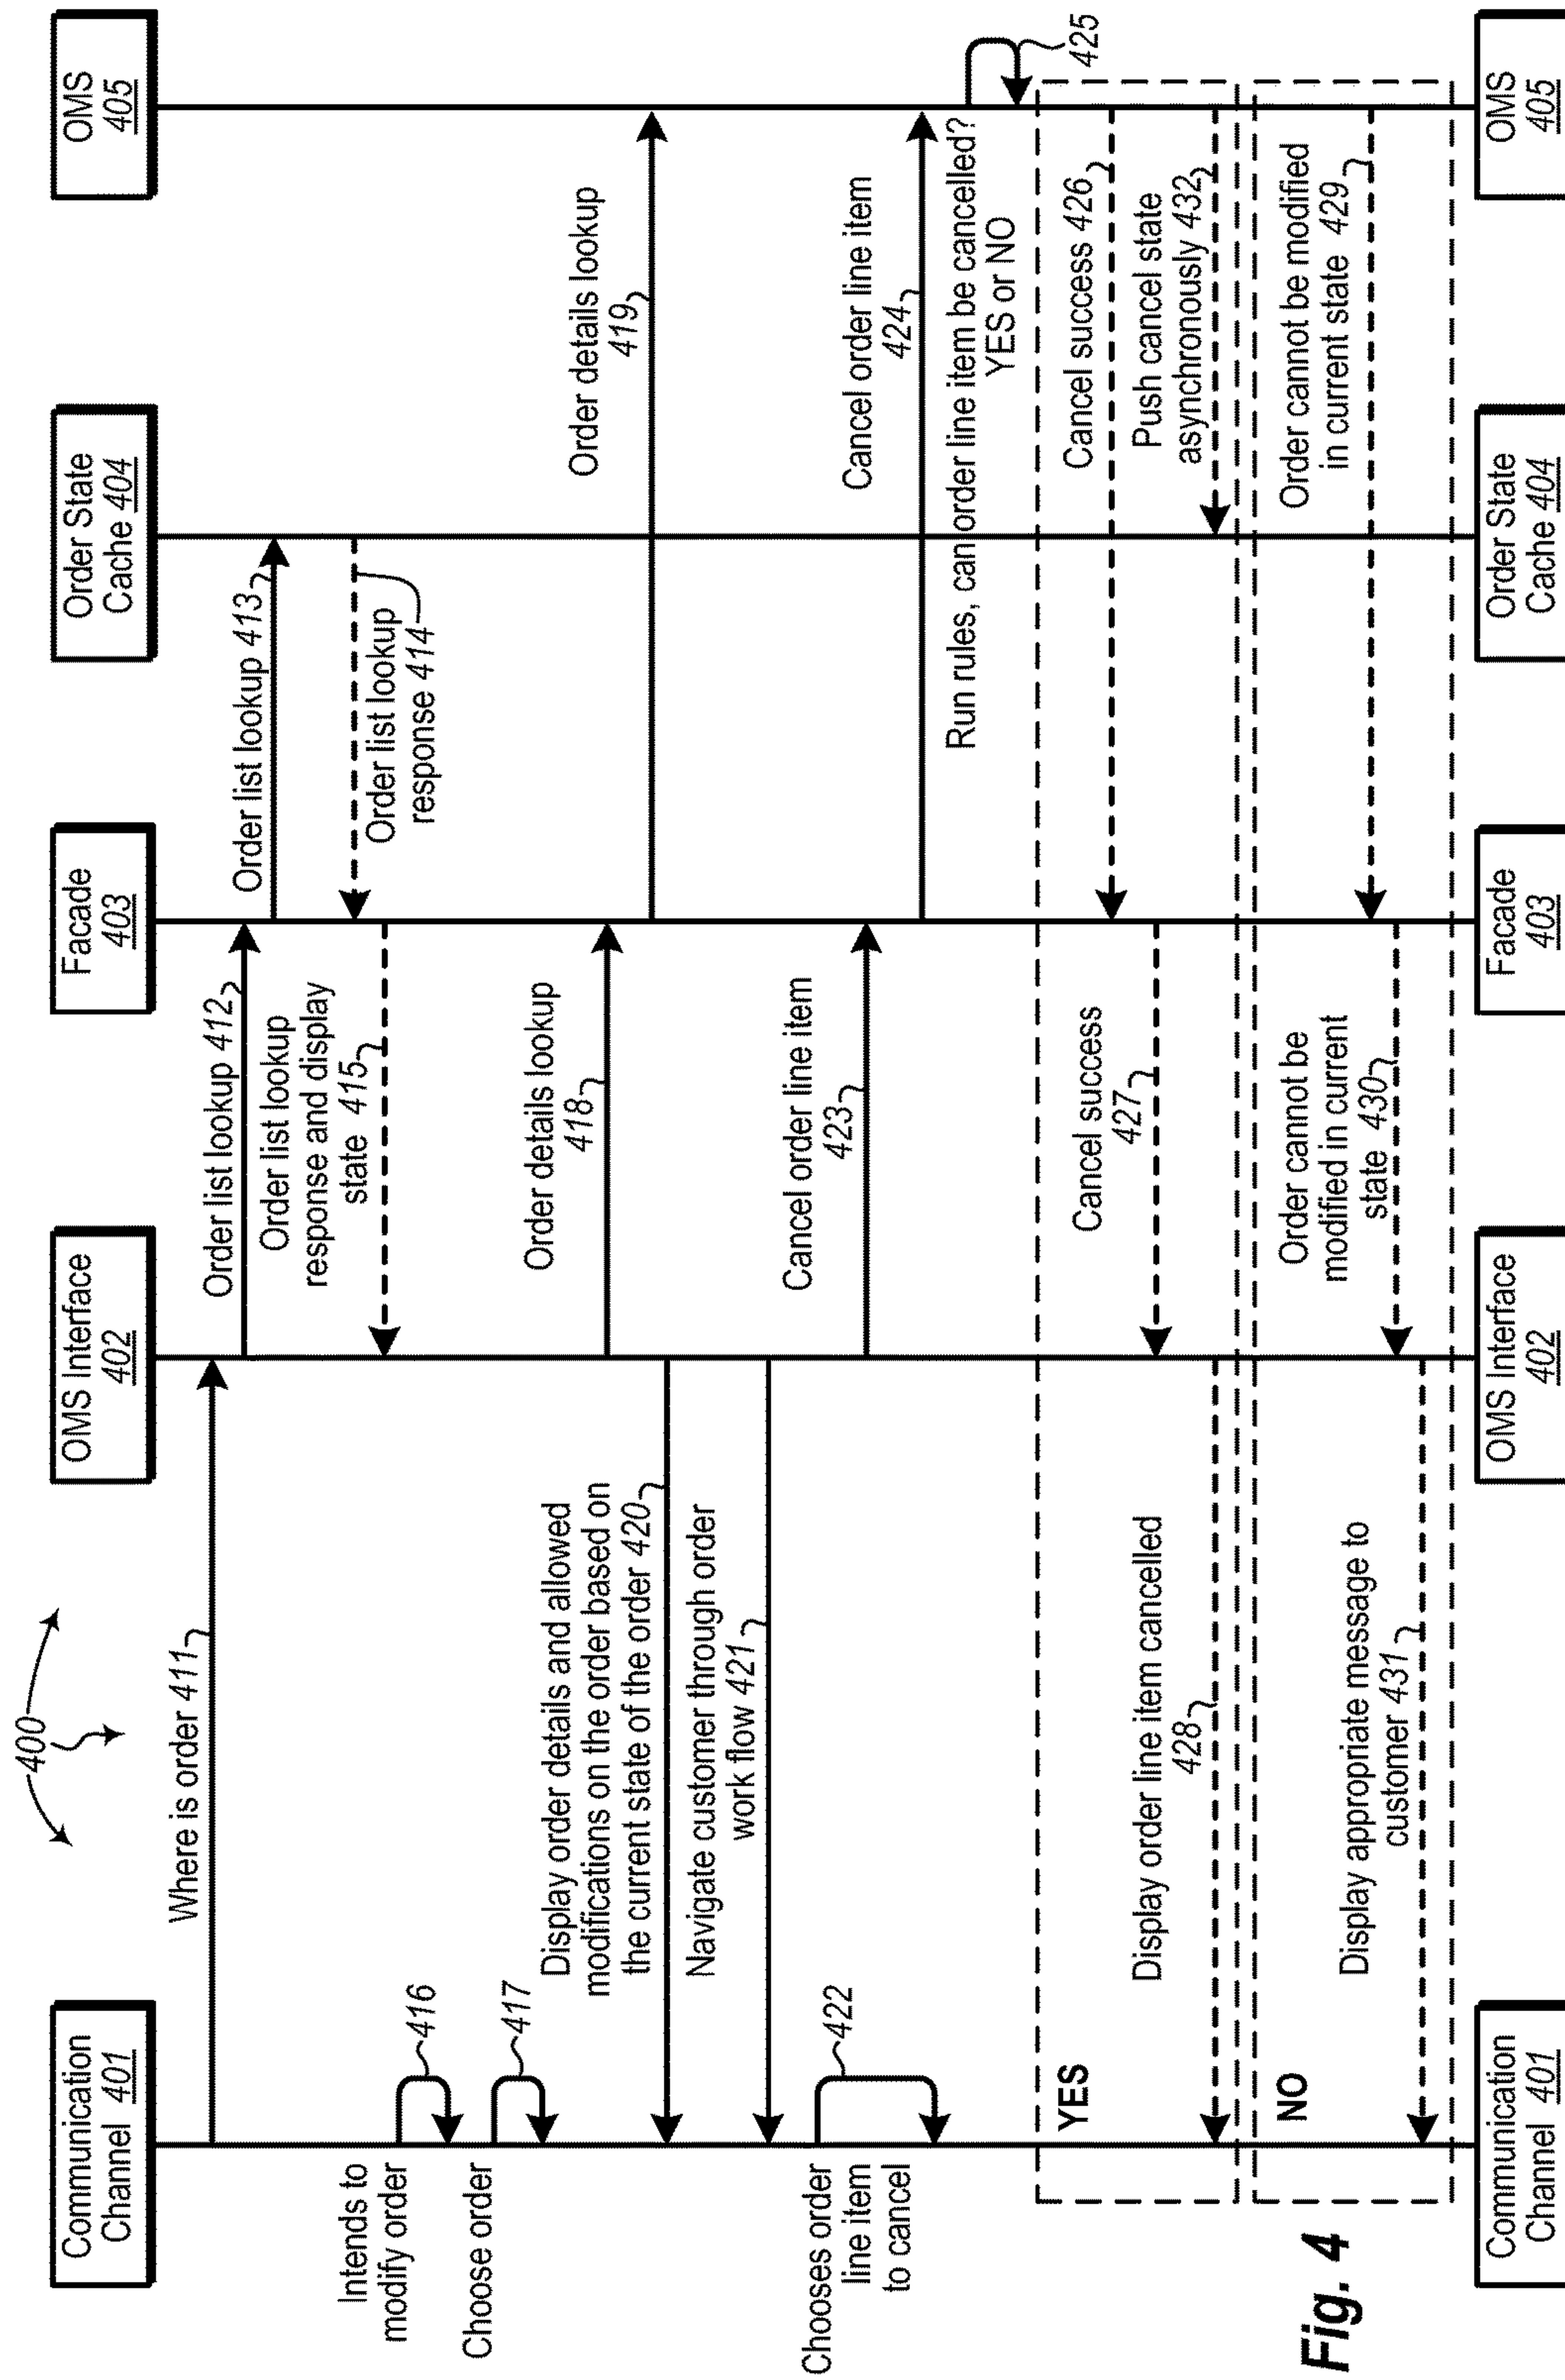 400
Communication
Channel 401
OMS Interface
402
Facade
403
Order State
Cache 404
OMS
405
Where is order 411
Order list lookup 412
Order list lookup 413
Order list lookup
response 414
Order list lookup
response and display
state 415
Intends to
modify order
416
Choose order
417
Order details lookup
418
Order details lookup
419
Display order details and allowed
modifications on the order based on
the current state of the order 420
Navigate customer through order
work flow 421
Chooses order
line item
to cancel
422
Cancel order line item
423
Cancel order line item
424
Run rules, can order line item be cancelled?
YES or NO
425
YES
Cancel success 426
Cancel success
427
Push cancel state
asynchronously 432
Display order line item cancelled
428
NO
Order cannot be modified
in current state 429
Order cannot be
modified in current
state 430
Display appropriate message to
customer 431
Communication
Channel 401
OMS Interface
402
Facade
403
Order State
Cache 404
OMS
405
Fig. 4